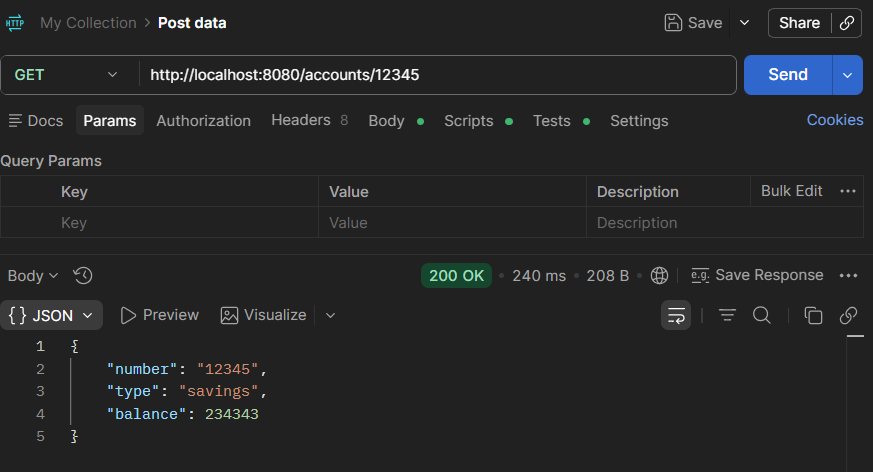 HTTP My Collection > Post data Save Share
GET http://localhost:8080/accounts/12345 Send
Docs Params Authorization Headers 8 Body Scripts Tests Settings Cookies
Query Params
Key Value Description Bulk Edit ...
Key Value Description
Body 200 OK • 240 ms • 208 B e.g. Save Response ...
{ } JSON Preview Visualize
1 {
2 "number": "12345",
3 "type": "savings",
4 "balance": 234343
5 }